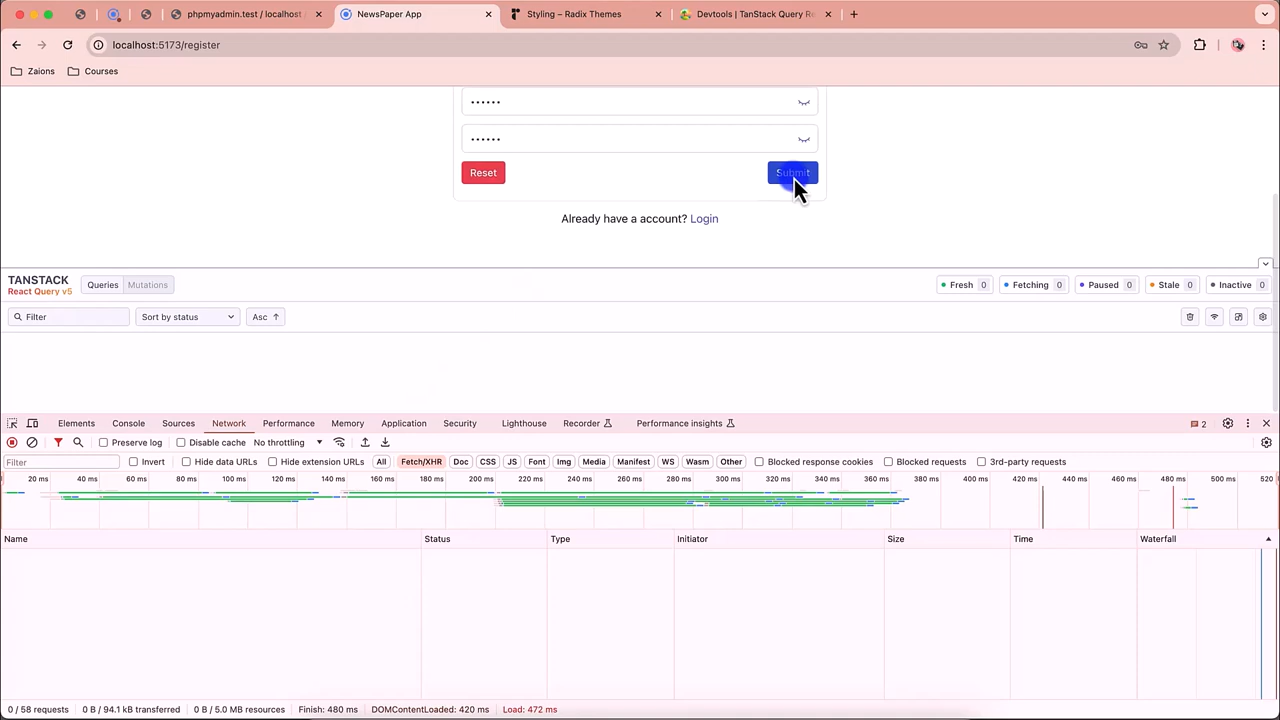 phpmyadmin.test / localhost
NewsPaper App
Styling – Radix Themes
Devtools | TanStack Query Re
localhost:5173/register
Zaions
Courses
••••••
••••••
Reset
Submit
Already have a account? Login
TANSTACK
React Query v5
Queries
Mutations
Fresh 0
Fetching 0
Paused 0
Stale 0
Inactive 0
Filter
Sort by status
Asc ↑
Elements
Console
Sources
Network
Performance
Memory
Application
Security
Lighthouse
Recorder
Performance insights
2
Preserve log
Disable cache
No throttling
Filter
Invert
Hide data URLs
Hide extension URLs
All
Fetch/XHR
Doc
CSS
JS
Font
Img
Media
Manifest
WS
Wasm
Other
Blocked response cookies
Blocked requests
3rd-party requests
20 ms
40 ms
60 ms
80 ms
100 ms
120 ms
140 ms
160 ms
180 ms
200 ms
220 ms
240 ms
260 ms
280 ms
300 ms
320 ms
340 ms
360 ms
380 ms
400 ms
420 ms
440 ms
460 ms
480 ms
500 ms
520
Name
Status
Type
Initiator
Size
Time
Waterfall
0 / 58 requests
0 B / 94.1 kB transferred
0 B / 5.0 MB resources
Finish: 480 ms
DOMContentLoaded: 420 ms
Load: 472 ms